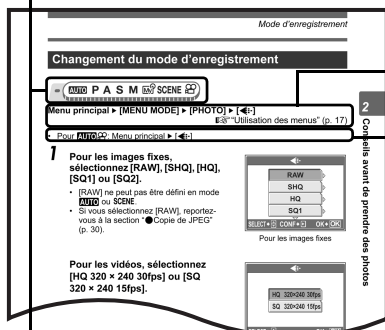 Mode d'enregistrement
Changement du mode d'enregistrement
AUTO P A S M SCENE
Menu principal ▸ [MENU MODE] ▸ [PHOTO] ▸ [◀⋮-]
"Utilisation des menus" (p. 17)
• Pour AUTO : Menu principal ▸ [◀⋮-]
1 Pour les images fixes,
sélectionnez [RAW], [SHQ], [HQ],
[SQ1] ou [SQ2].
• [RAW] ne peut pas être défini en mode
AUTO ou SCENE.
• Si vous sélectionnez [RAW], reportez-
vous à la section "●Copie de JPEG"
(p. 30).
RAW
SHQ
HQ
SQ1
SELECT CONF OK OK
Pour les images fixes
Pour les vidéos, sélectionnez
[HQ 320 × 240 30fps] ou [SQ
320 × 240 15fps].
HQ 320×240 30fps
SQ 320×240 15fps
2
Conseils avant de prendre des photos